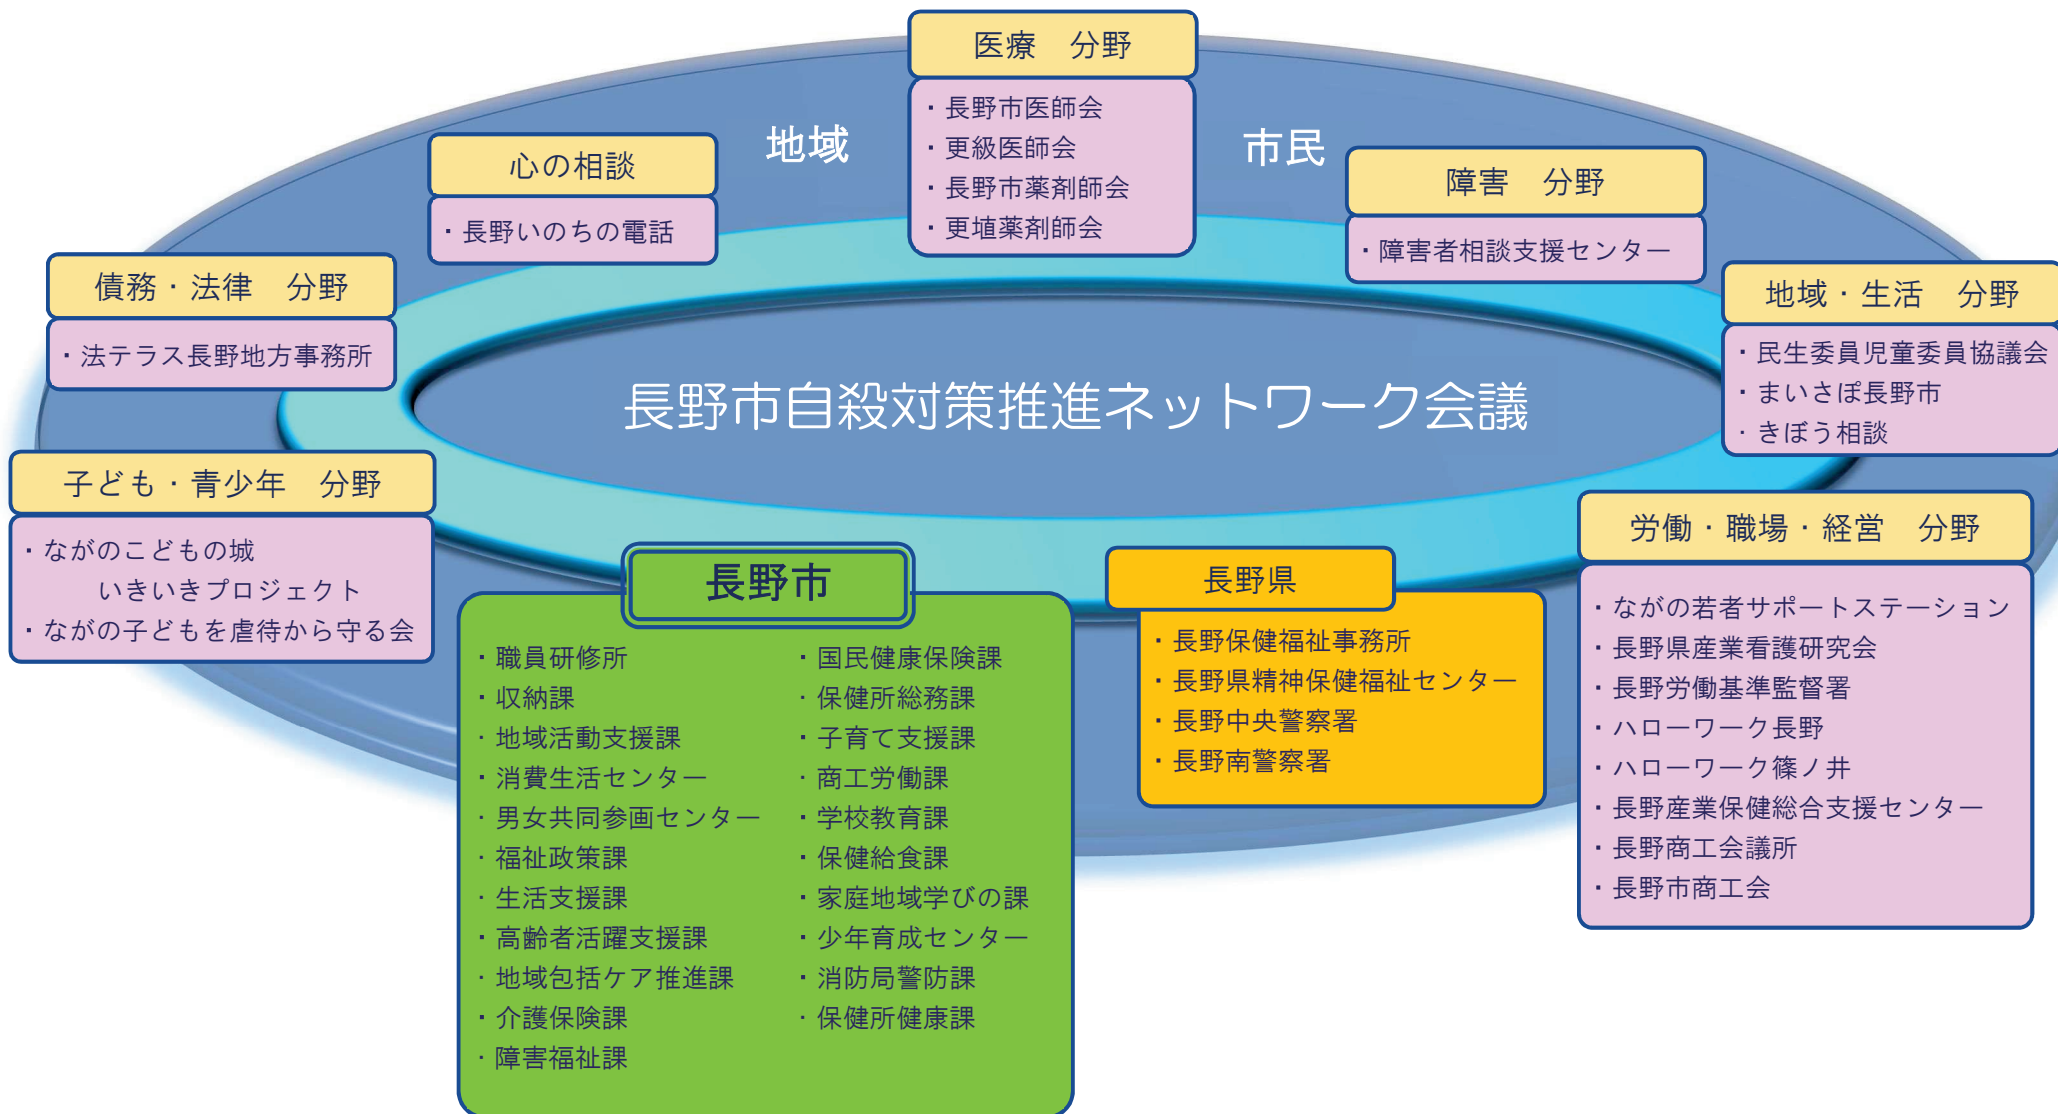 医療　分野
・長野市医師会
・更級医師会
・長野市薬剤師会
・更埴薬剤師会
地域
市民
心の相談
・長野いのちの電話
障害　分野
・障害者相談支援センター
債務・法律　分野
・法テラス長野地方事務所
地域・生活　分野
・民生委員児童委員協議会
・まいさぽ長野市
・きぼう相談
長野市自殺対策推進ネットワーク会議
子ども・青少年　分野
・ながのこどもの城
いきいきプロジェクト
・ながの子どもを虐待から守る会
長野市
・職員研修所
・収納課
・地域活動支援課
・消費生活センター
・男女共同参画センター
・福祉政策課
・生活支援課
・高齢者活躍支援課
・地域包括ケア推進課
・介護保険課
・障害福祉課
・国民健康保険課
・保健所総務課
・子育て支援課
・商工労働課
・学校教育課
・保健給食課
・家庭地域学びの課
・少年育成センター
・消防局警防課
・保健所健康課
長野県
・長野保健福祉事務所
・長野県精神保健福祉センター
・長野中央警察署
・長野南警察署
労働・職場・経営　分野
・ながの若者サポートステーション
・長野県産業看護研究会
・長野労働基準監督署
・ハローワーク長野
・ハローワーク篠ノ井
・長野産業保健総合支援センター
・長野商工会議所
・長野市商工会